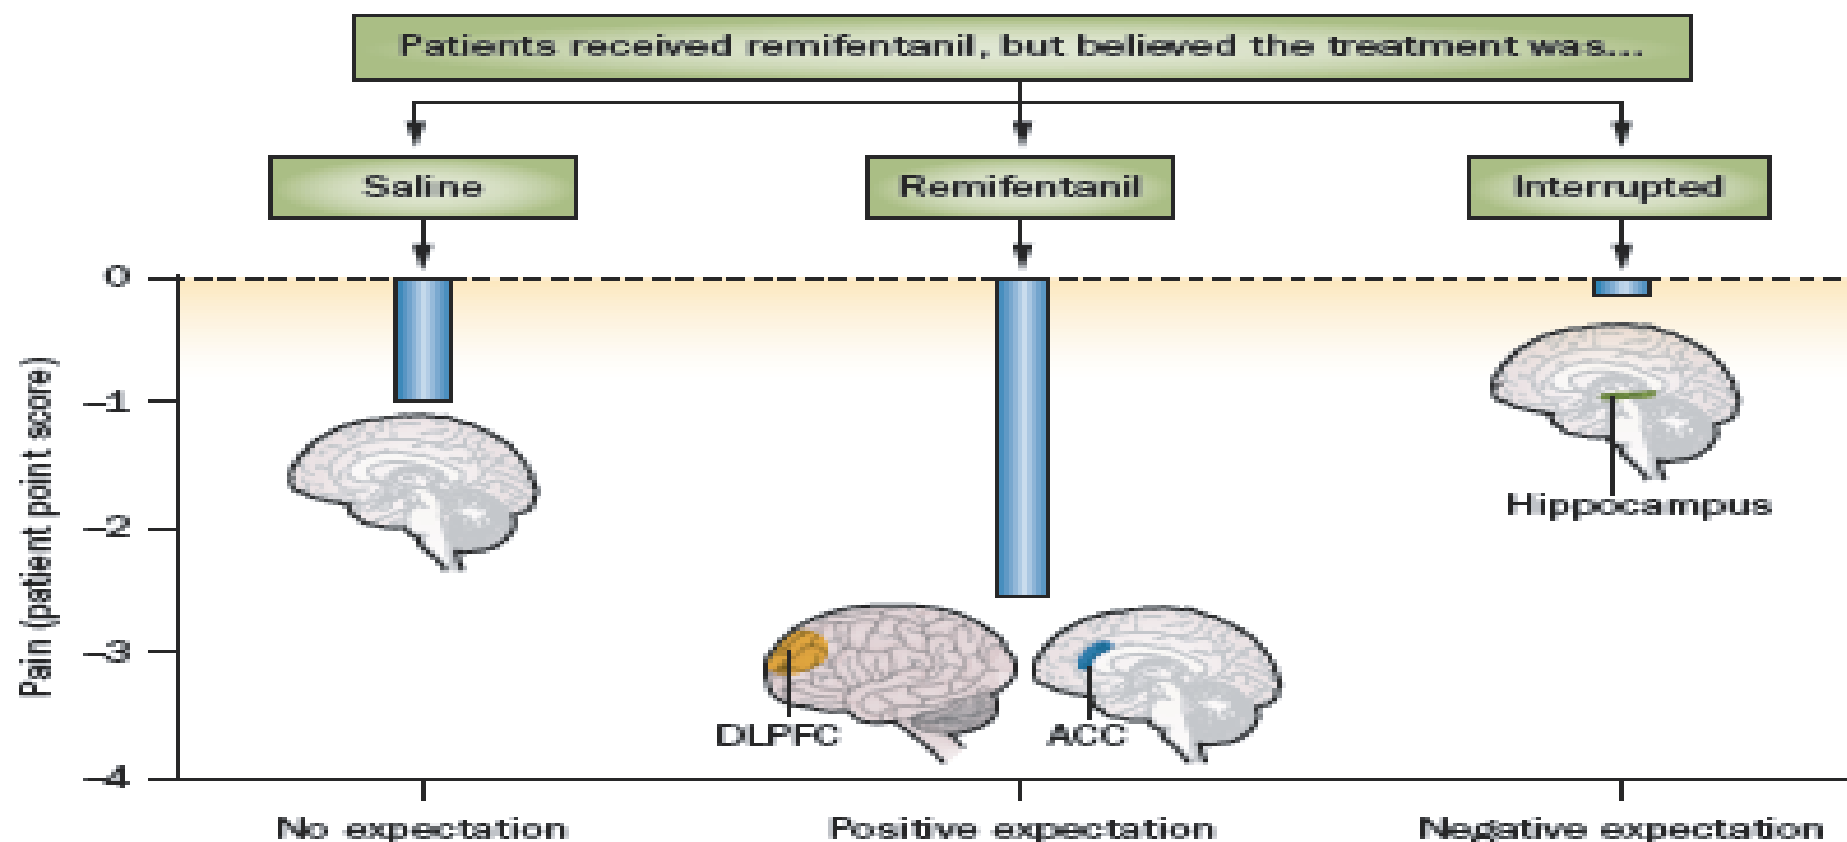 Patients received remifentanil, but believed the treatment was...
Saline
Remifentanil
Interrupted
0
–1
–2
–3
–4
Pain (patient point score)
Hippocampus
DLPFC
ACC
No expectation
Positive expectation
Negative expectation